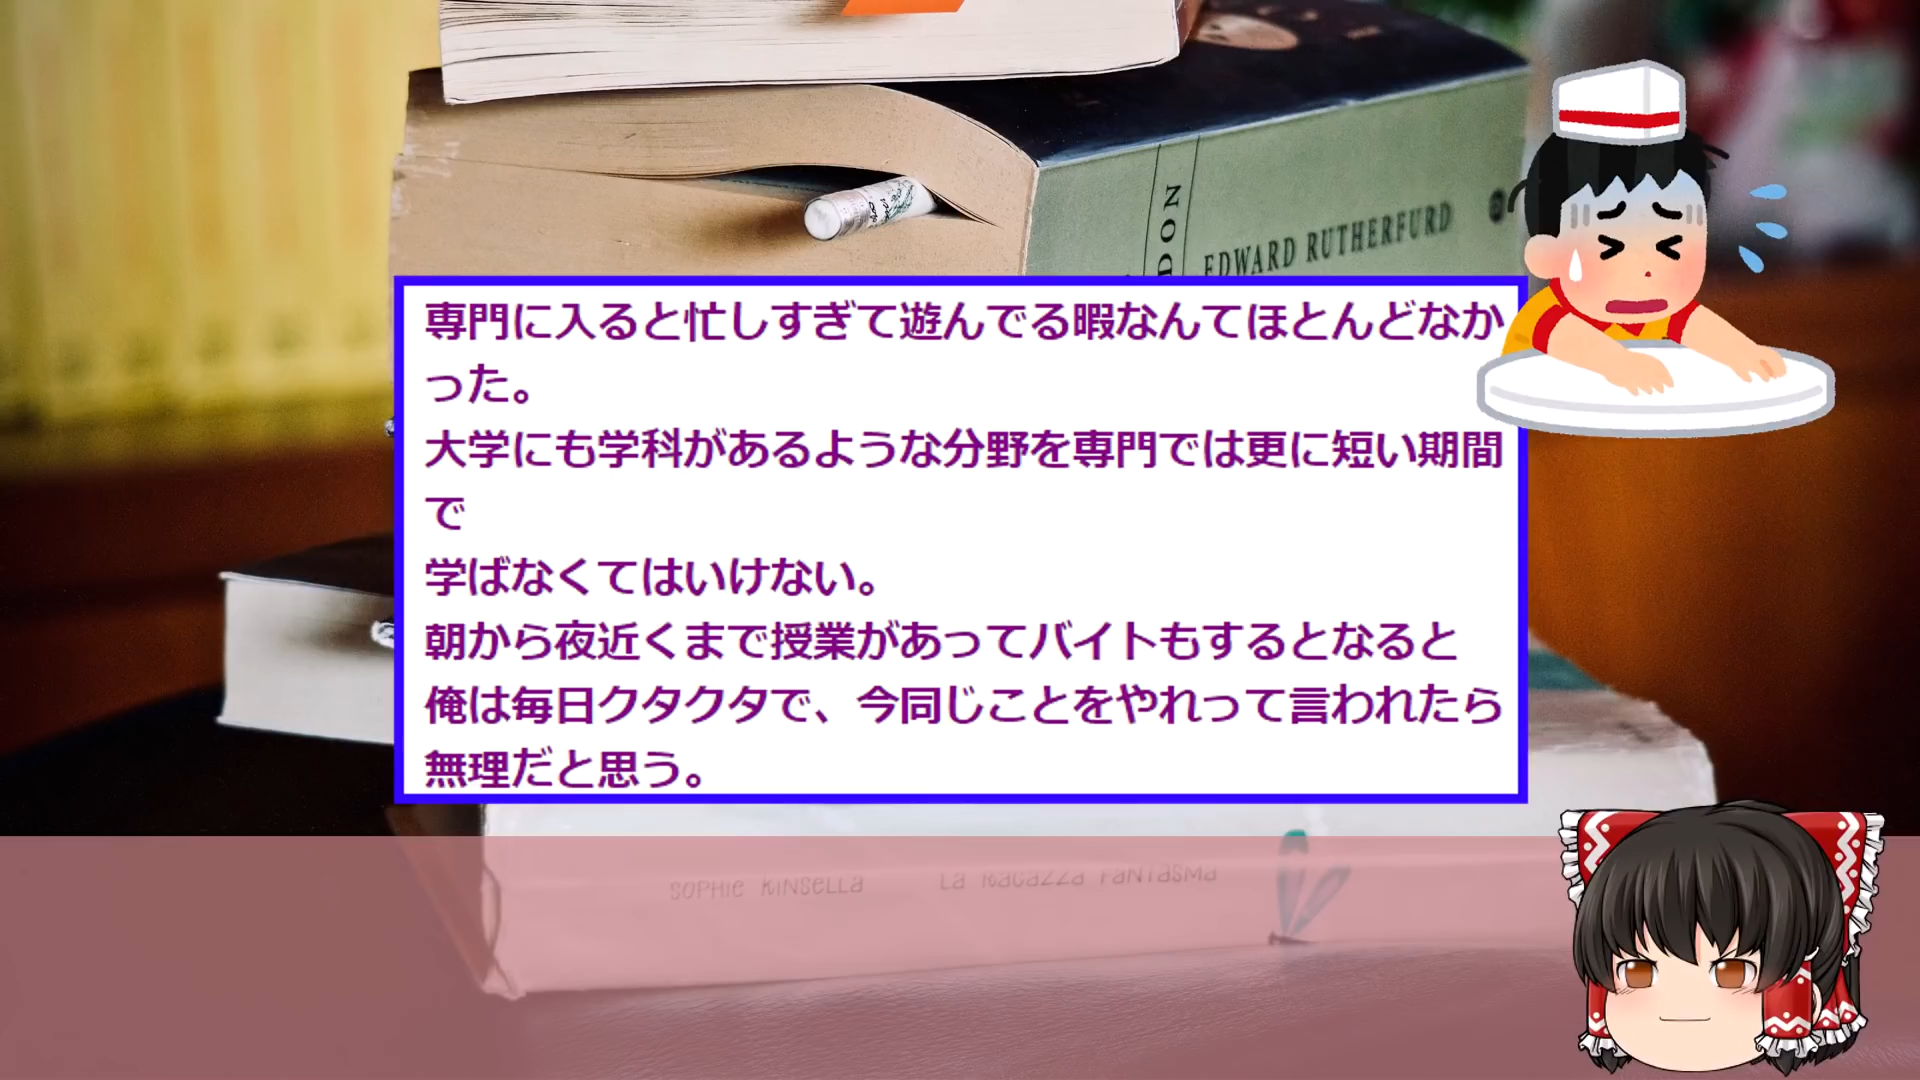 DON
EDWARD RUTHERFURD
専門に入ると忙しすぎて遊んでる暇なんてほとんどなか
った。
大学にも学科があるような分野を専門では更に短い期間
で
学ばなくてはいけない。
朝から夜近くまで授業があってバイトもするとなると
俺は毎日クタクタで、今同じことをやれって言われたら
無理だと思う。
SOPHIE KINSELLA LA RAGAZZA FANTASMA